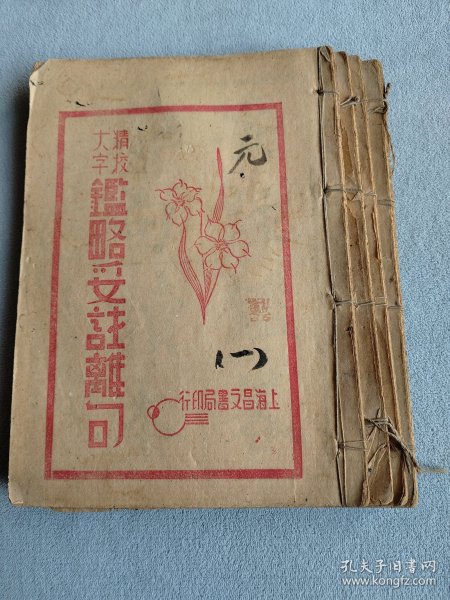 精校
大字
鑑略妥註離句
元
(一)
上海昌文書局印行
孔夫子旧书网
www.kongfz.com